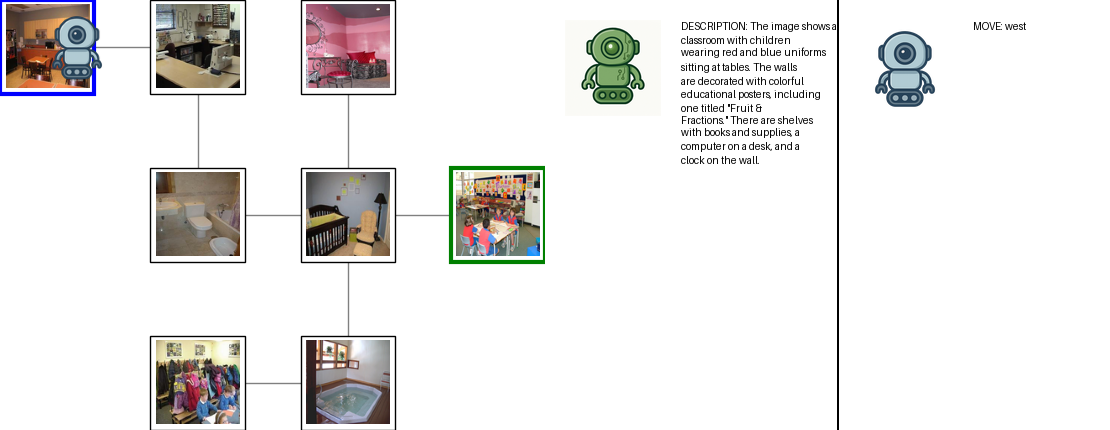 DESCRIPTION: The image shows a
classroom with children
wearing red and blue uniforms
sitting at tables. The walls
are decorated with colorful
educational posters, including
one titled "Fruit &
Fractions." There are shelves
with books and supplies, a
computer on a desk, and a
clock on the wall.
MOVE: west